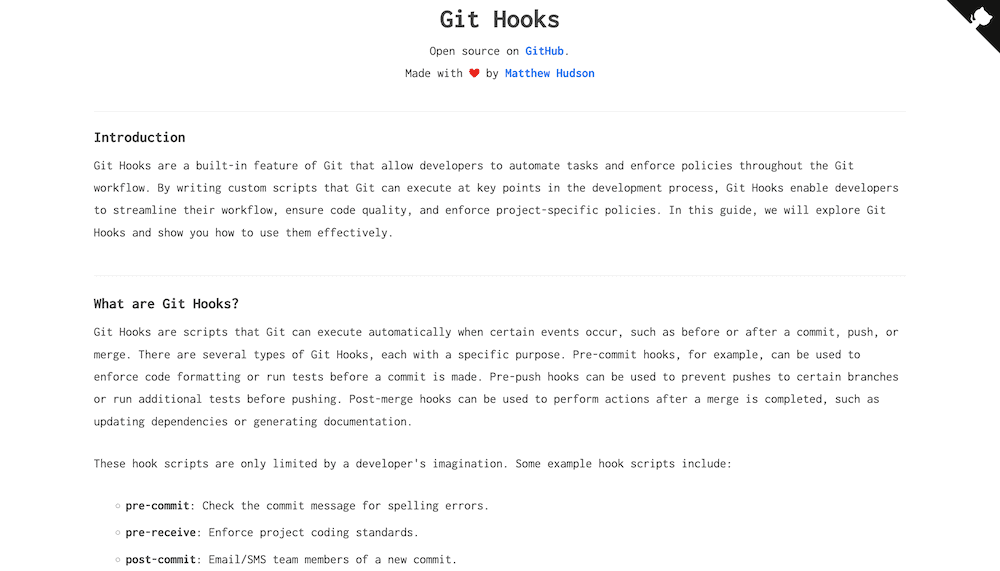 Git Hooks
Open source on GitHub.
Made with ❤ by Matthew Hudson
Introduction
Git Hooks are a built-in feature of Git that allow developers to automate tasks and enforce policies throughout the Git
workflow. By writing custom scripts that Git can execute at key points in the development process, Git Hooks enable developers
to streamline their workflow, ensure code quality, and enforce project-specific policies. In this guide, we will explore Git
Hooks and show you how to use them effectively.
What are Git Hooks?
Git Hooks are scripts that Git can execute automatically when certain events occur, such as before or after a commit, push, or
merge. There are several types of Git Hooks, each with a specific purpose. Pre-commit hooks, for example, can be used to
enforce code formatting or run tests before a commit is made. Pre-push hooks can be used to prevent pushes to certain branches
or run additional tests before pushing. Post-merge hooks can be used to perform actions after a merge is completed, such as
updating dependencies or generating documentation.
These hook scripts are only limited by a developer's imagination. Some example hook scripts include:
pre-commit: Check the commit message for spelling errors.
pre-receive: Enforce project coding standards.
post-commit: Email/SMS team members of a new commit.